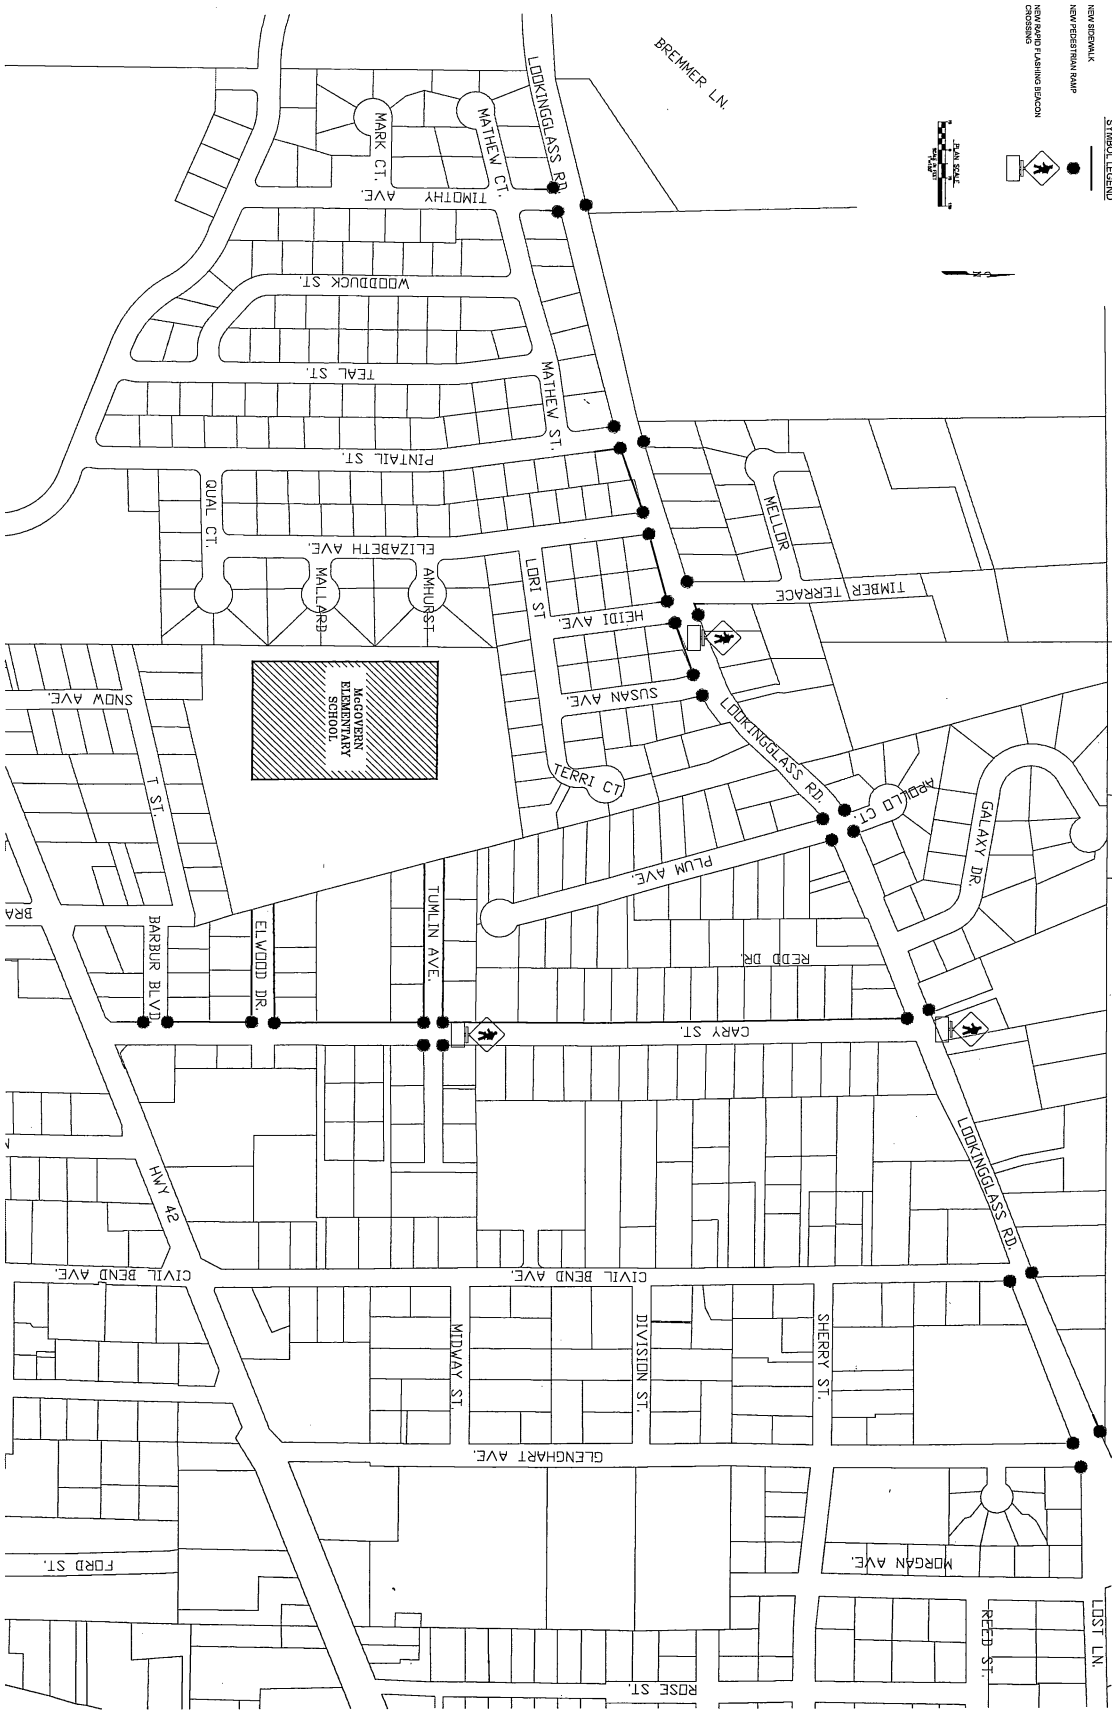 SYMBOL LEGEND
NEW SIDEWALK
NEW PEDESTRIAN RAMP
NEW RAPID FLASHING BEACON
CROSSING
PLAN SCALE
N
BREMMER LN.
LOOKINGGLASS RD.
MARK CT.
MATHEW CT.
TIMOTHY AVE.
WOODDUCK ST.
TEAL ST.
MATHEW ST.
PINTAIL ST.
QUAL CT.
ELIZABETH AVE.
MALLARD
AMHURST
LORI ST
HEIDI AVE.
SUSAN AVE.
TERRI CT.
MELLOR
TIMBER TERRACE
LOOKINGGLASS RD.
APOLLO CT.
GALAXY DR.
PLUM AVE.
REDD DR.
SNOW AVE.
T ST.
McGOVERN
ELEMENTARY
SCHOOL
BRA
BARBUR BLVD
ELWOOD DR.
TUMLIN AVE.
CARY ST.
LOOKINGGLASS RD.
HWY 42
CIVIL BEND AVE.
CIVIL BEND AVE.
MIDWAY ST.
DIVISION ST.
SHERRY ST.
GLENGHART AVE.
FORD ST.
MORGAN AVE.
REED ST.
LOST LN.
ROSE ST.